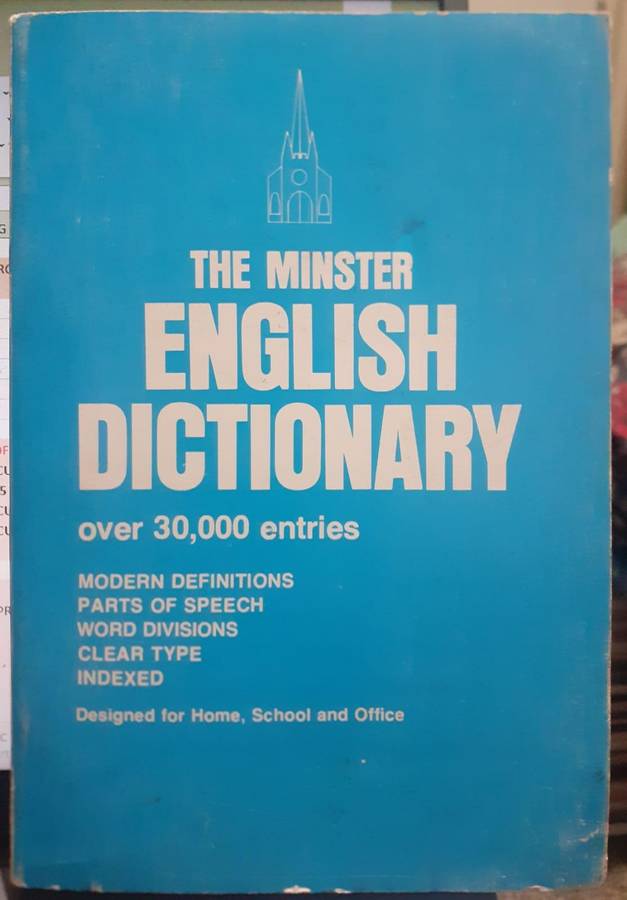 THE MINSTER
ENGLISH
DICTIONARY
over 30,000 entries
MODERN DEFINITIONS
PARTS OF SPEECH
WORD DIVISIONS
CLEAR TYPE
INDEXED
Designed for Home, School and Office